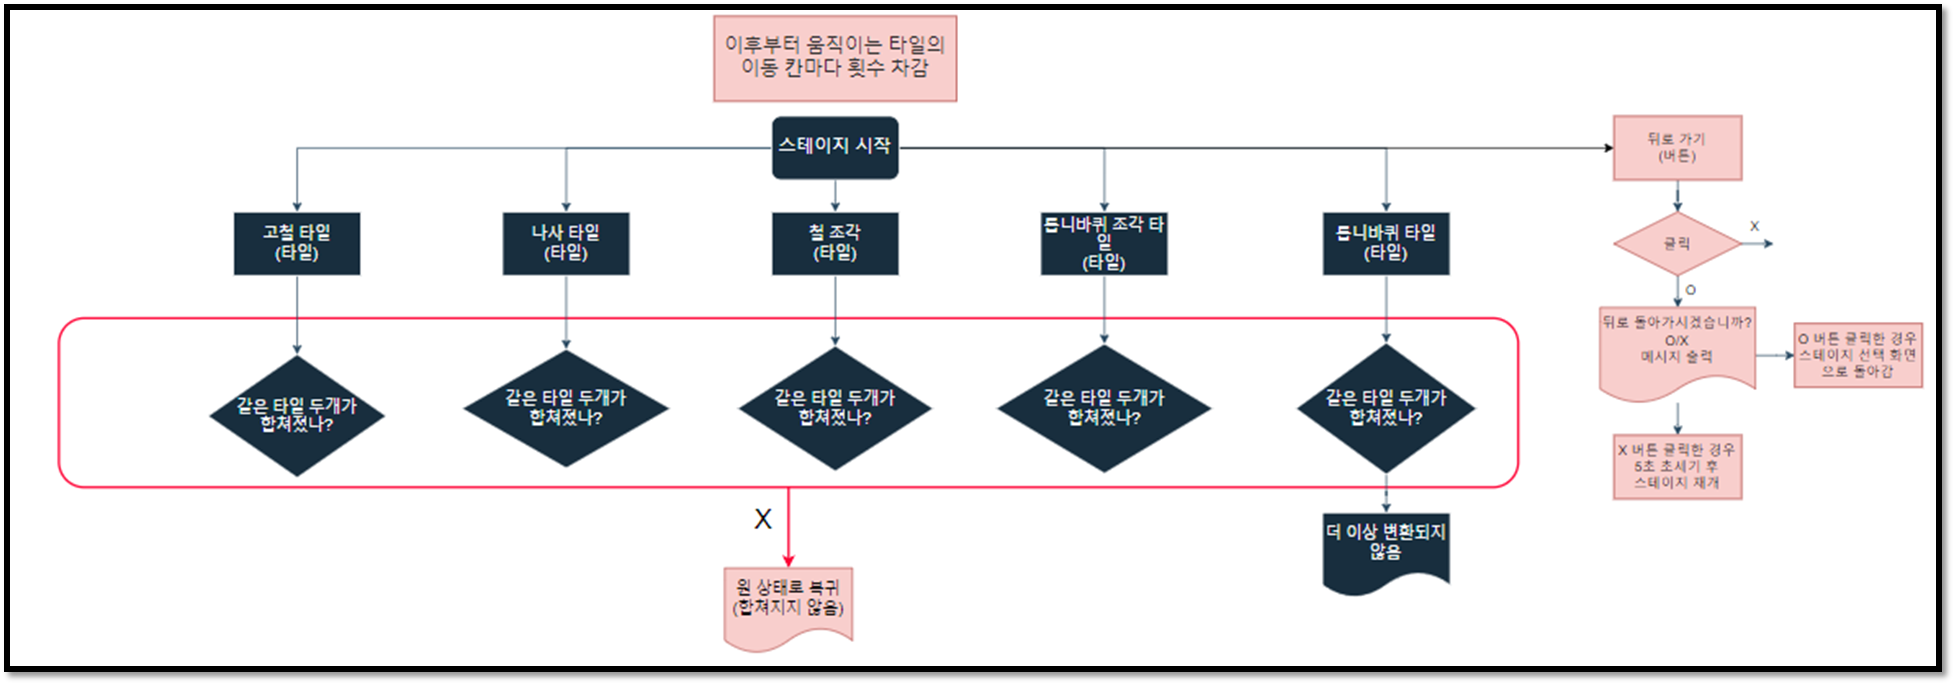 이후부터 움직이는 타일의
이동 칸마다 횟수 차감
스테이지 시작
뒤로 가기
(버튼)
고철 타일
(타일)
나사 타일
(타일)
철 조각
(타일)
톱니바퀴 조각 타
일
(타일)
톱니바퀴 타일
(타일)
클릭
X
O
뒤로 돌아가시겠습니까?
O/X
메시지 출력
O 버튼 클릭한 경우
스테이지 선택 화면
으로 돌아감
X 버튼 클릭한 경우
5초 초세기 후
스테이지 재개
같은 타일 두개가
합쳐졌나?
같은 타일 두개가
합쳐졌나?
같은 타일 두개가
합쳐졌나?
같은 타일 두개가
합쳐졌나?
같은 타일 두개가
합쳐졌나?
X
더 이상 변환되지
않음
원 상태로 복귀
(합쳐지지 않음)